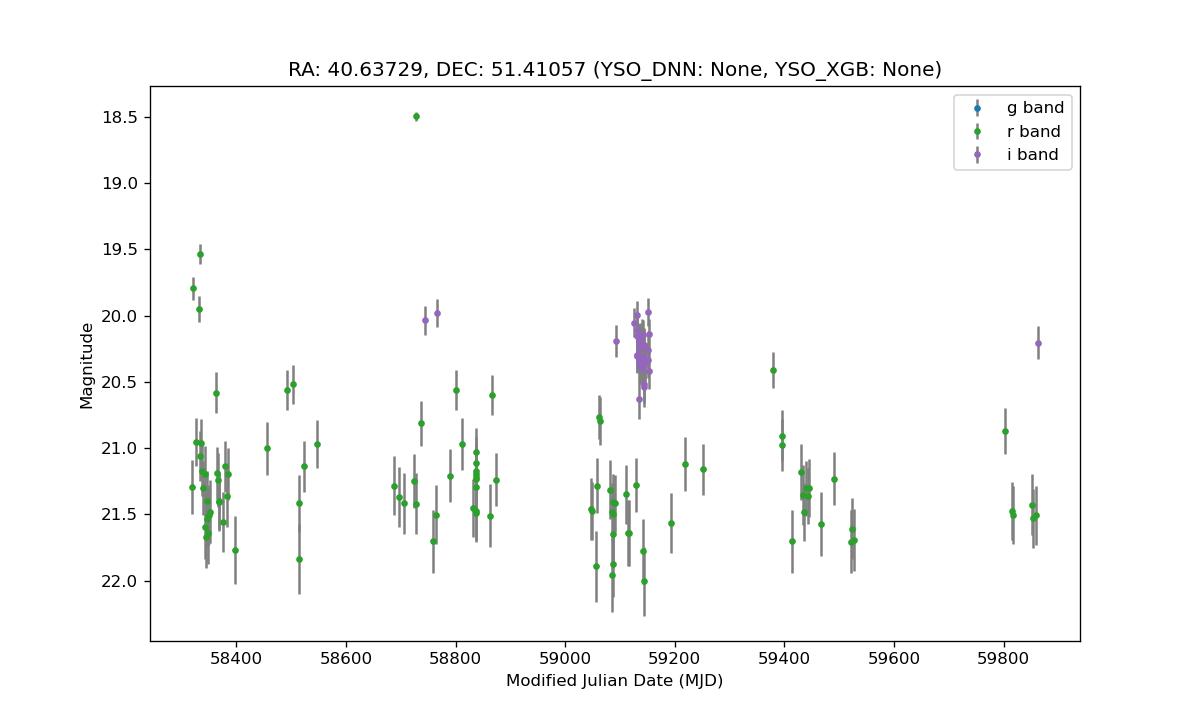 RA: 40.63729, DEC: 51.41057 (YSO_DNN: None, YSO_XGB: None)
g band
r band
i band
18.5
19.0
19.5
20.0
20.5
21.0
21.5
22.0
Magnitude
58400 58600 58800 59000 59200 59400 59600 59800
Modified Julian Date (MJD)